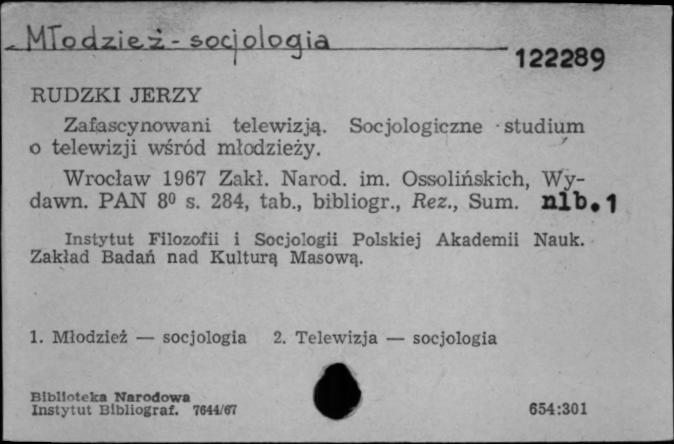 Młodzież - socjologia
122289
RUDZKI JERZY
Zafascynowani telewizją. Socjologiczne studium
o telewizji wśród młodzieży.
Wrocław 1967 Zakł. Narod. im. Ossolińskich, Wy-
dawn. PAN 8⁰ s. 284, tab., bibliogr., Rez., Sum. nlb. 1
Instytut Filozofii i Socjologii Polskiej Akademii Nauk.
Zakład Badań nad Kulturą Masową.
1. Młodzież — socjologia 2. Telewizja — socjologia
Biblioteka Narodowa
Instytut Bibliograf. 7644/67 654:301